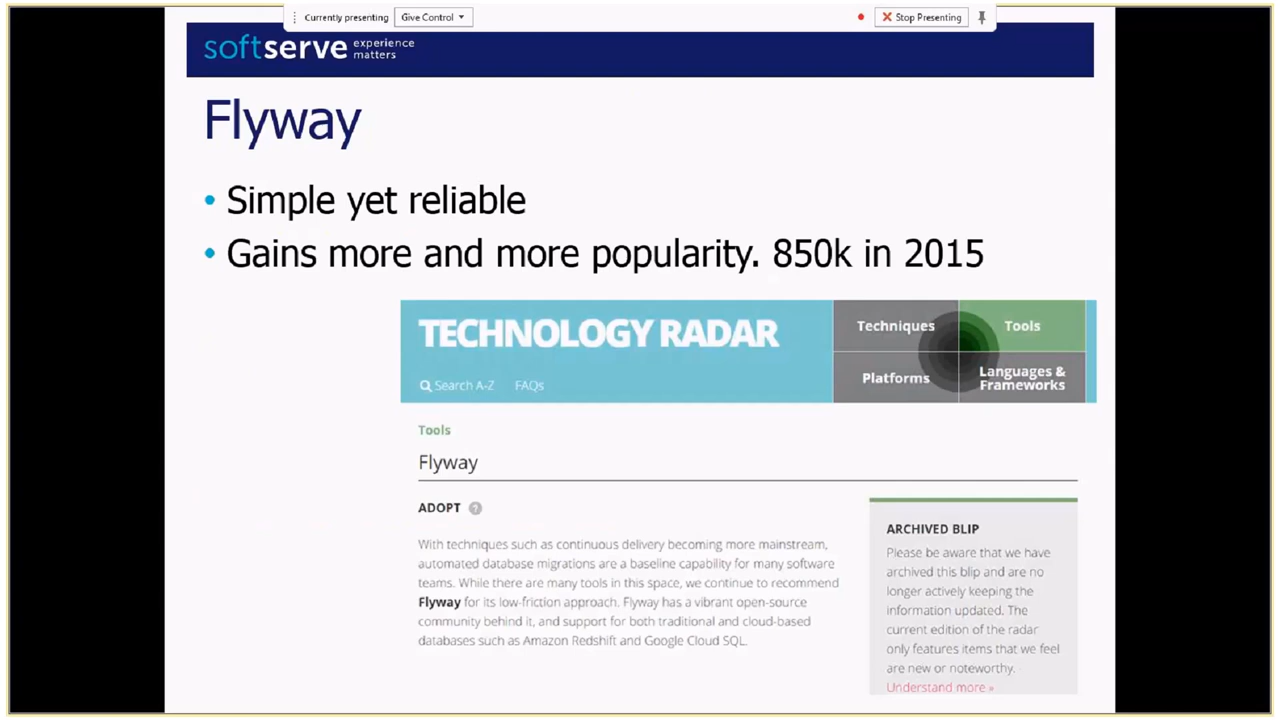 Currently presenting Give Control Stop Presenting
softserve experience matters
Flyway
• Simple yet reliable
• Gains more and more popularity. 850k in 2015
TECHNOLOGY RADAR
Search A-Z FAQs
Techniques Tools
Platforms Languages & Frameworks
Tools
Flyway
ADOPT ?
With techniques such as continuous delivery becoming more mainstream,
automated database migrations are a baseline capability for many software
teams. While there are many tools in this space, we continue to recommend
Flyway for its low-friction approach. Flyway has a vibrant open-source
community behind it, and support for both traditional and cloud-based
databases such as Amazon Redshift and Google Cloud SQL.
ARCHIVED BLIP
Please be aware that we have
archived this blip and are no
longer actively keeping the
information updated. The
current edition of the radar
only features items that we feel
are new or noteworthy.
Understand more »